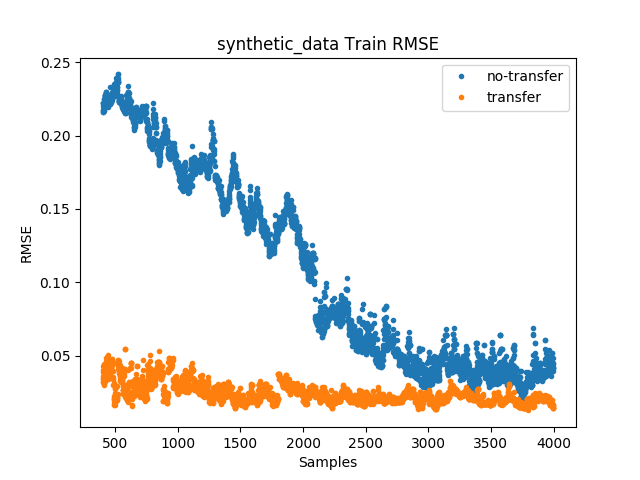 synthetic_data Train RMSE
no-transfer
transfer
0.25
0.20
0.15
0.10
0.05
RMSE
500 1000 1500 2000 2500 3000 3500 4000
Samples